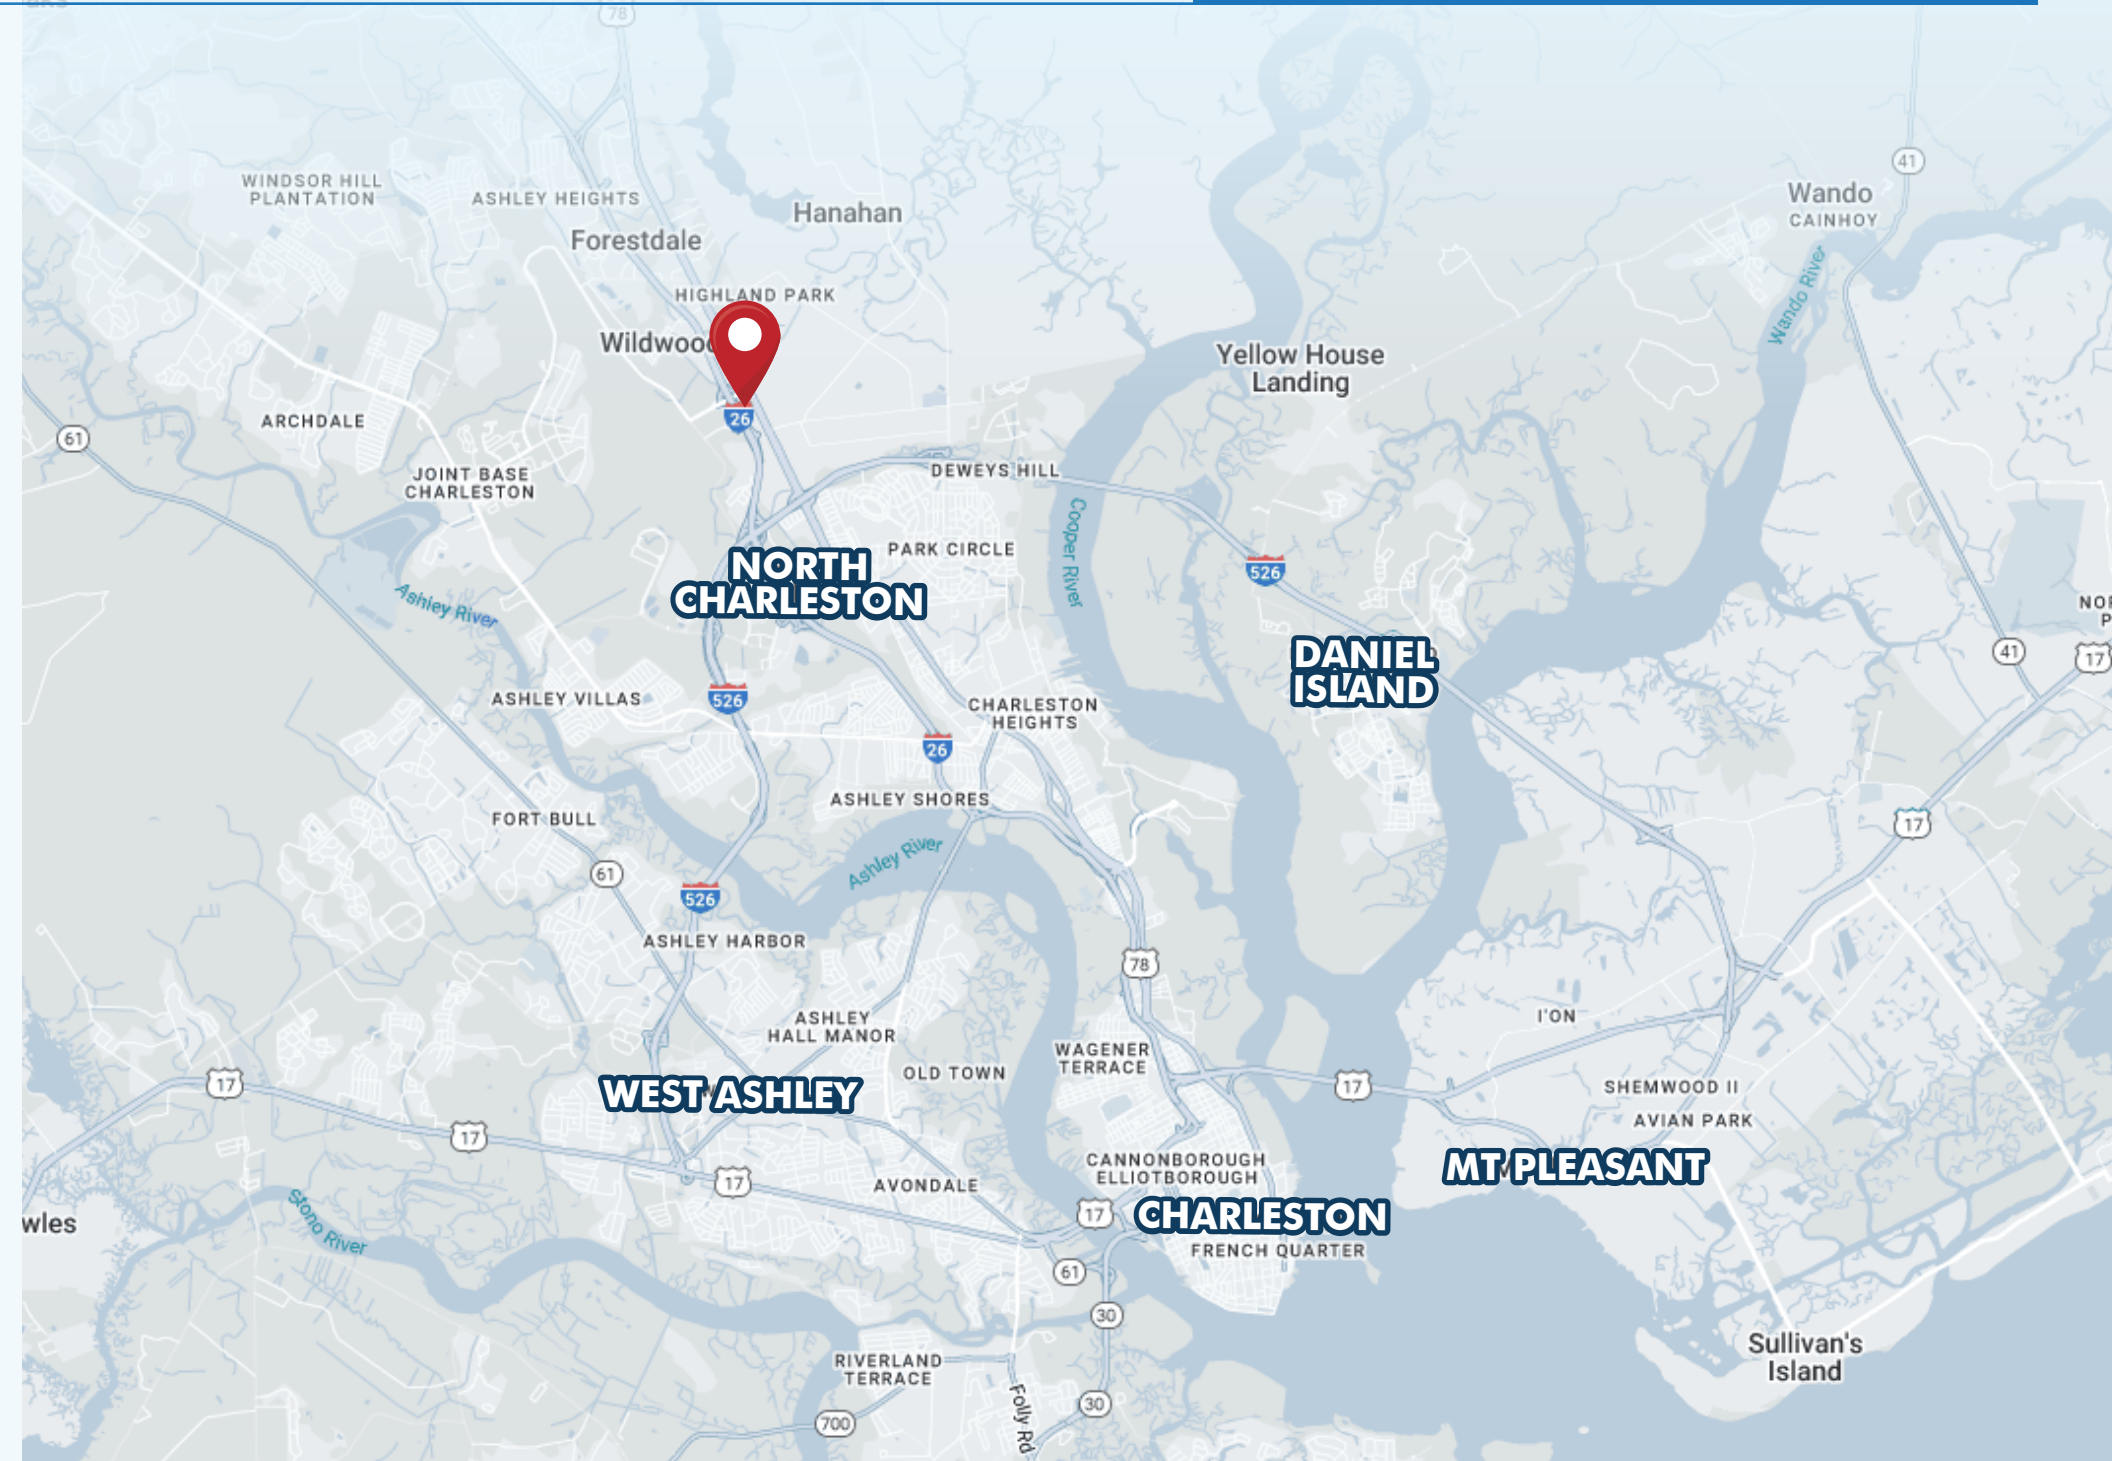 78
41
WINDSOR HILL
PLANTATION
ASHLEY HEIGHTS
Hanahan
Wando
CAINHOY
Forestdale
Wando River
HIGHLAND PARK
Yellow House
Landing
26
ARCHDALE
61
JOINT BASE
CHARLESTON
DEWEYS HILL
Cooper River
PARK CIRCLE
NORTH
CHARLESTON
526
Ashley River
DANIEL
ISLAND
41
17
ASHLEY VILLAS
526
CHARLESTON
HEIGHTS
26
ASHLEY SHORES
FORT BULL
17
Ashley River
61
526
ASHLEY HARBOR
78
ASHLEY
HALL MANOR
I'ON
WAGENER
TERRACE
OLD TOWN
17
17
SHEMWOOD II
WEST ASHLEY
AVIAN PARK
17
CANNONBOROUGH
ELLIOTBOROUGH
MT PLEASANT
17
AVONDALE
17
CHARLESTON
FRENCH QUARTER
wles
Stono River
61
30
Sullivan's
Island
RIVERLAND
TERRACE
Folly Rd
30
700